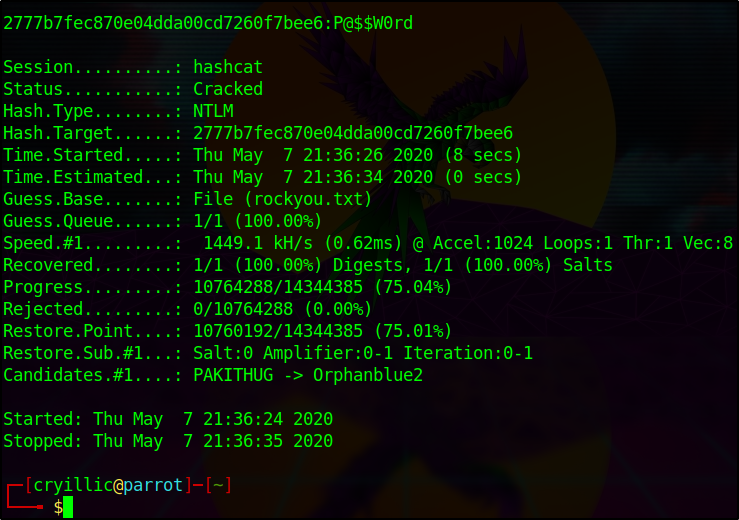 2777b7fec870e04dda00cd7260f7bee6:P@$$W0rd
Session..........: hashcat
Status...........: Cracked
Hash.Type........: NTLM
Hash.Target......: 2777b7fec870e04dda00cd7260f7bee6
Time.Started.....: Thu May  7 21:36:26 2020 (8 secs)
Time.Estimated...: Thu May  7 21:36:34 2020 (0 secs)
Guess.Base.......: File (rockyou.txt)
Guess.Queue......: 1/1 (100.00%)
Speed.#1.........:  1449.1 kH/s (0.62ms) @ Accel:1024 Loops:1 Thr:1 Vec:8
Recovered........: 1/1 (100.00%) Digests, 1/1 (100.00%) Salts
Progress.........: 10764288/14344385 (75.04%)
Rejected.........: 0/10764288 (0.00%)
Restore.Point....: 10760192/14344385 (75.01%)
Restore.Sub.#1...: Salt:0 Amplifier:0-1 Iteration:0-1
Candidates.#1....: PAKITHUG -> Orphanblue2
Started: Thu May  7 21:36:24 2020
Stopped: Thu May  7 21:36:35 2020
┌─[cryillic@parrot]─[~]
└──╼ $